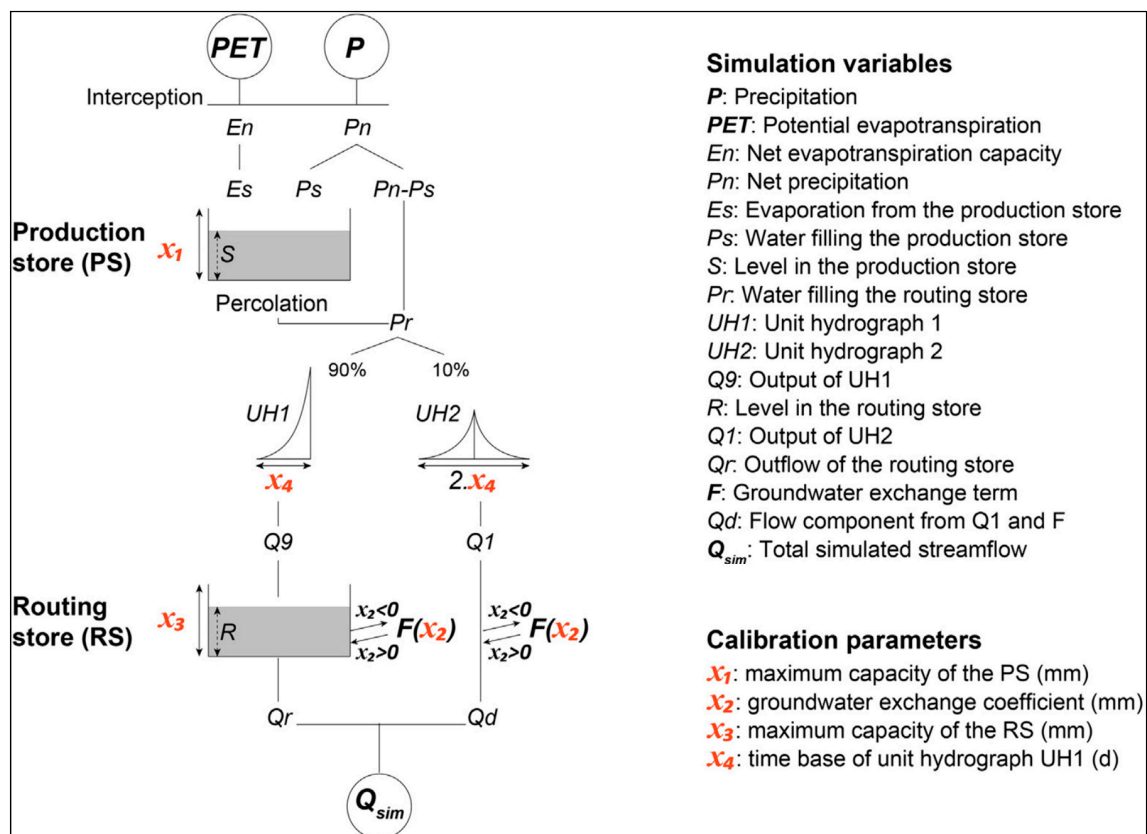 PET P
Interception
En Pn
Es Ps Pn-Ps
Production
store (PS)
x1
S
Percolation
Pr
90% 10%
UH1 UH2
x4 2.x4
Q9 Q1
Routing
store (RS)
x3
R
x2<0 x2<0
F(x2) F(x2)
x2>0 x2>0
Qr Qd
Qsim
Simulation variables
P: Precipitation
PET: Potential evapotranspiration
En: Net evapotranspiration capacity
Pn: Net precipitation
Es: Evaporation from the production store
Ps: Water filling the production store
S: Level in the production store
Pr: Water filling the routing store
UH1: Unit hydrograph 1
UH2: Unit hydrograph 2
Q9: Output of UH1
R: Level in the routing store
Q1: Output of UH2
Qr: Outflow of the routing store
F: Groundwater exchange term
Qd: Flow component from Q1 and F
Qsim: Total simulated streamflow
Calibration parameters
x1: maximum capacity of the PS (mm)
x2: groundwater exchange coefficient (mm)
x3: maximum capacity of the RS (mm)
x4: time base of unit hydrograph UH1 (d)